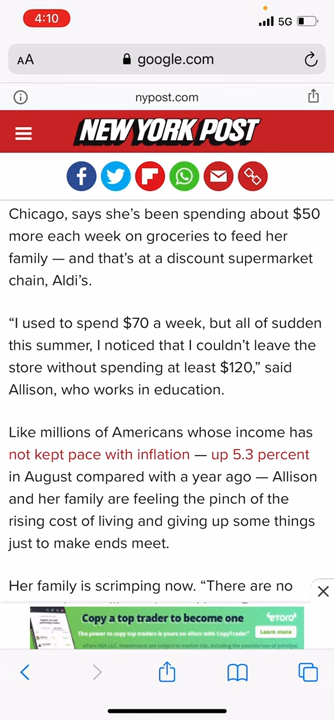 4:10
5G
AA
google.com
nypost.com
NEW YORK POST
Chicago, says she's been spending about $50
more each week on groceries to feed her
family — and that's at a discount supermarket
chain, Aldi's.
“I used to spend $70 a week, but all of sudden
this summer, I noticed that I couldn't leave the
store without spending at least $120,” said
Allison, who works in education.
Like millions of Americans whose income has
not kept pace with inflation — up 5.3 percent
in August compared with a year ago — Allison
and her family are feeling the pinch of the
rising cost of living and giving up some things
just to make ends meet.
Her family is scrimping now. “There are no
Copy a top trader to become one
The power to copy top traders is yours on eToro with CopyTrader
eToro
Learn more